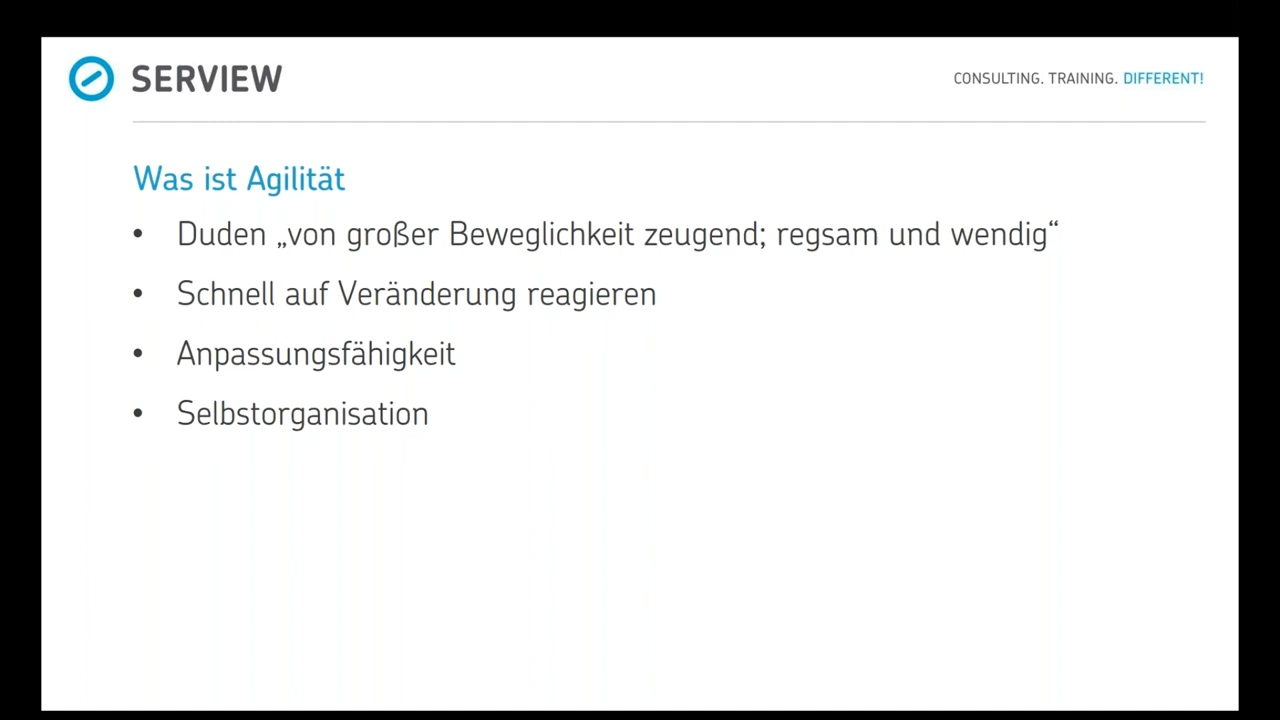 SERVIEW
CONSULTING. TRAINING. DIFFERENT!
Was ist Agilität
• Duden „von großer Beweglichkeit zeugend; regsam und wendig“
• Schnell auf Veränderung reagieren
• Anpassungsfähigkeit
• Selbstorganisation